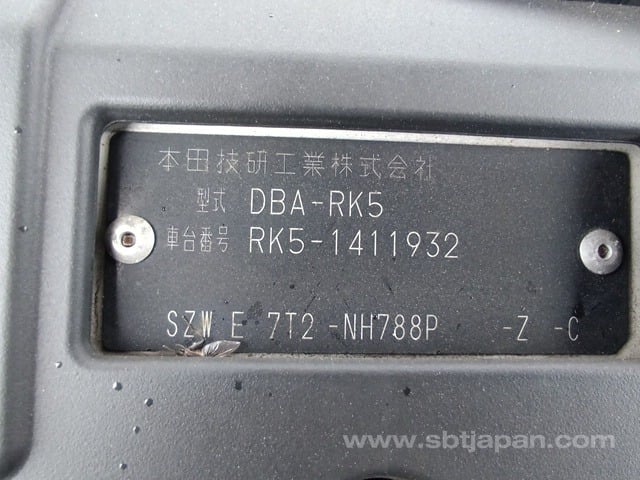 本田技研工業株式会社
型式 DBA-RK5
車台番号 RK5-1411932
SZW E 7T2 -NH788P -Z -C
www.sbtjapan.com